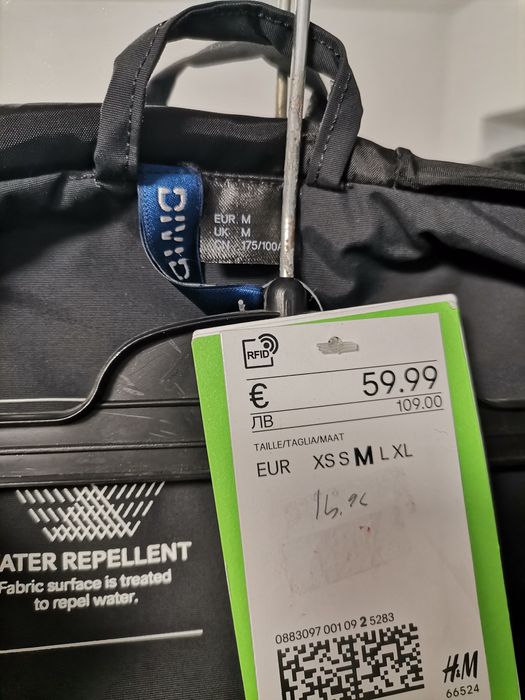 DIVID
EUR. M
UK. M
CN. 175/100/
RFID
€ 59.99
ЛВ 109.00
TAILLE/TAGLIA/MAAT
EUR XS S M L XL
ATER REPELLENT
Fabric surface is treated
to repel water.
0883097 001 09 2 5283
H&M
66524